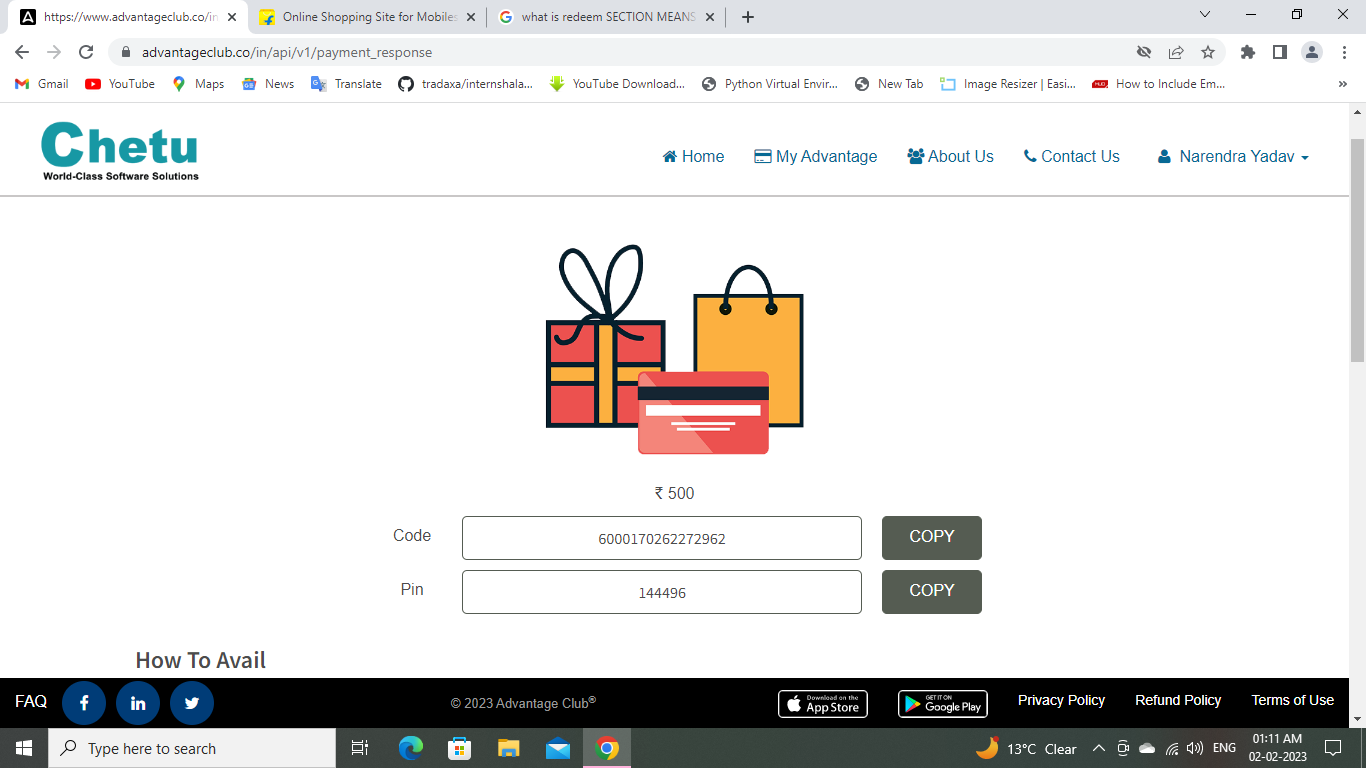 https://www.advantageclub.co/in
Online Shopping Site for Mobiles
what is redeem SECTION MEANS
advantageclub.co/in/api/v1/payment_response
Gmail
YouTube
Maps
News
Translate
tradaxa/internshala...
YouTube Download...
Python Virtual Envir...
New Tab
Image Resizer | Easi...
How to Include Em...
Chetu
World-Class Software Solutions
Home
My Advantage
About Us
Contact Us
Narendra Yadav
₹ 500
Code
6000170262272962
COPY
Pin
144496
COPY
How To Avail
FAQ
© 2023 Advantage Club®
Download on the
App Store
GET IT ON
Google Play
Privacy Policy
Refund Policy
Terms of Use
Type here to search
13°C Clear
ENG
01:11 AM
02-02-2023